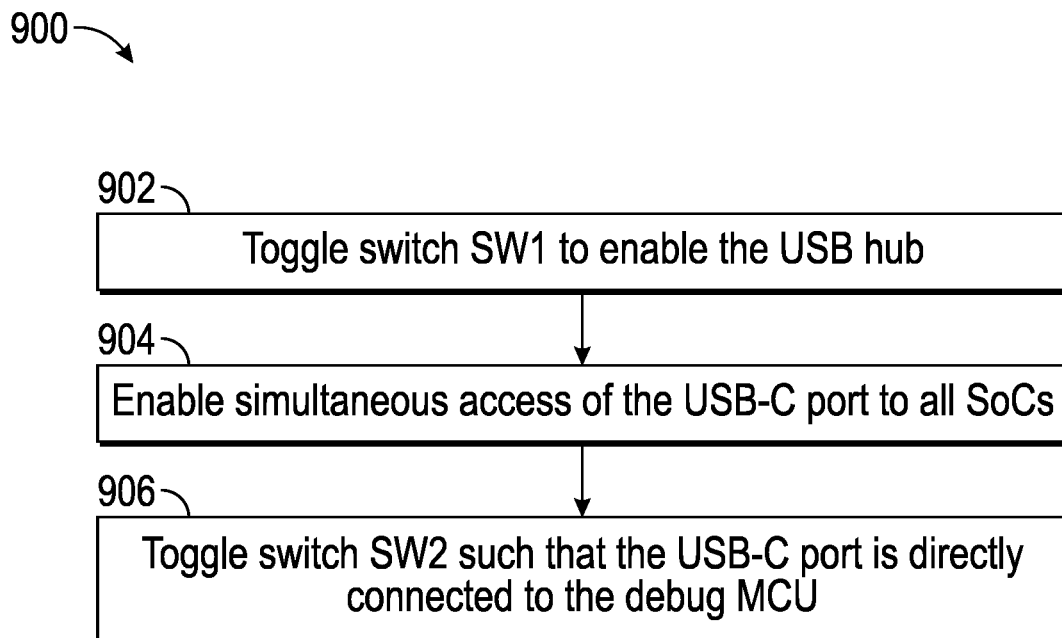 900
902
Toggle switch SW1 to enable the USB hub
904
Enable simultaneous access of the USB-C port to all SoCs
906
Toggle switch SW2 such that the USB-C port is directly
connected to the debug MCU